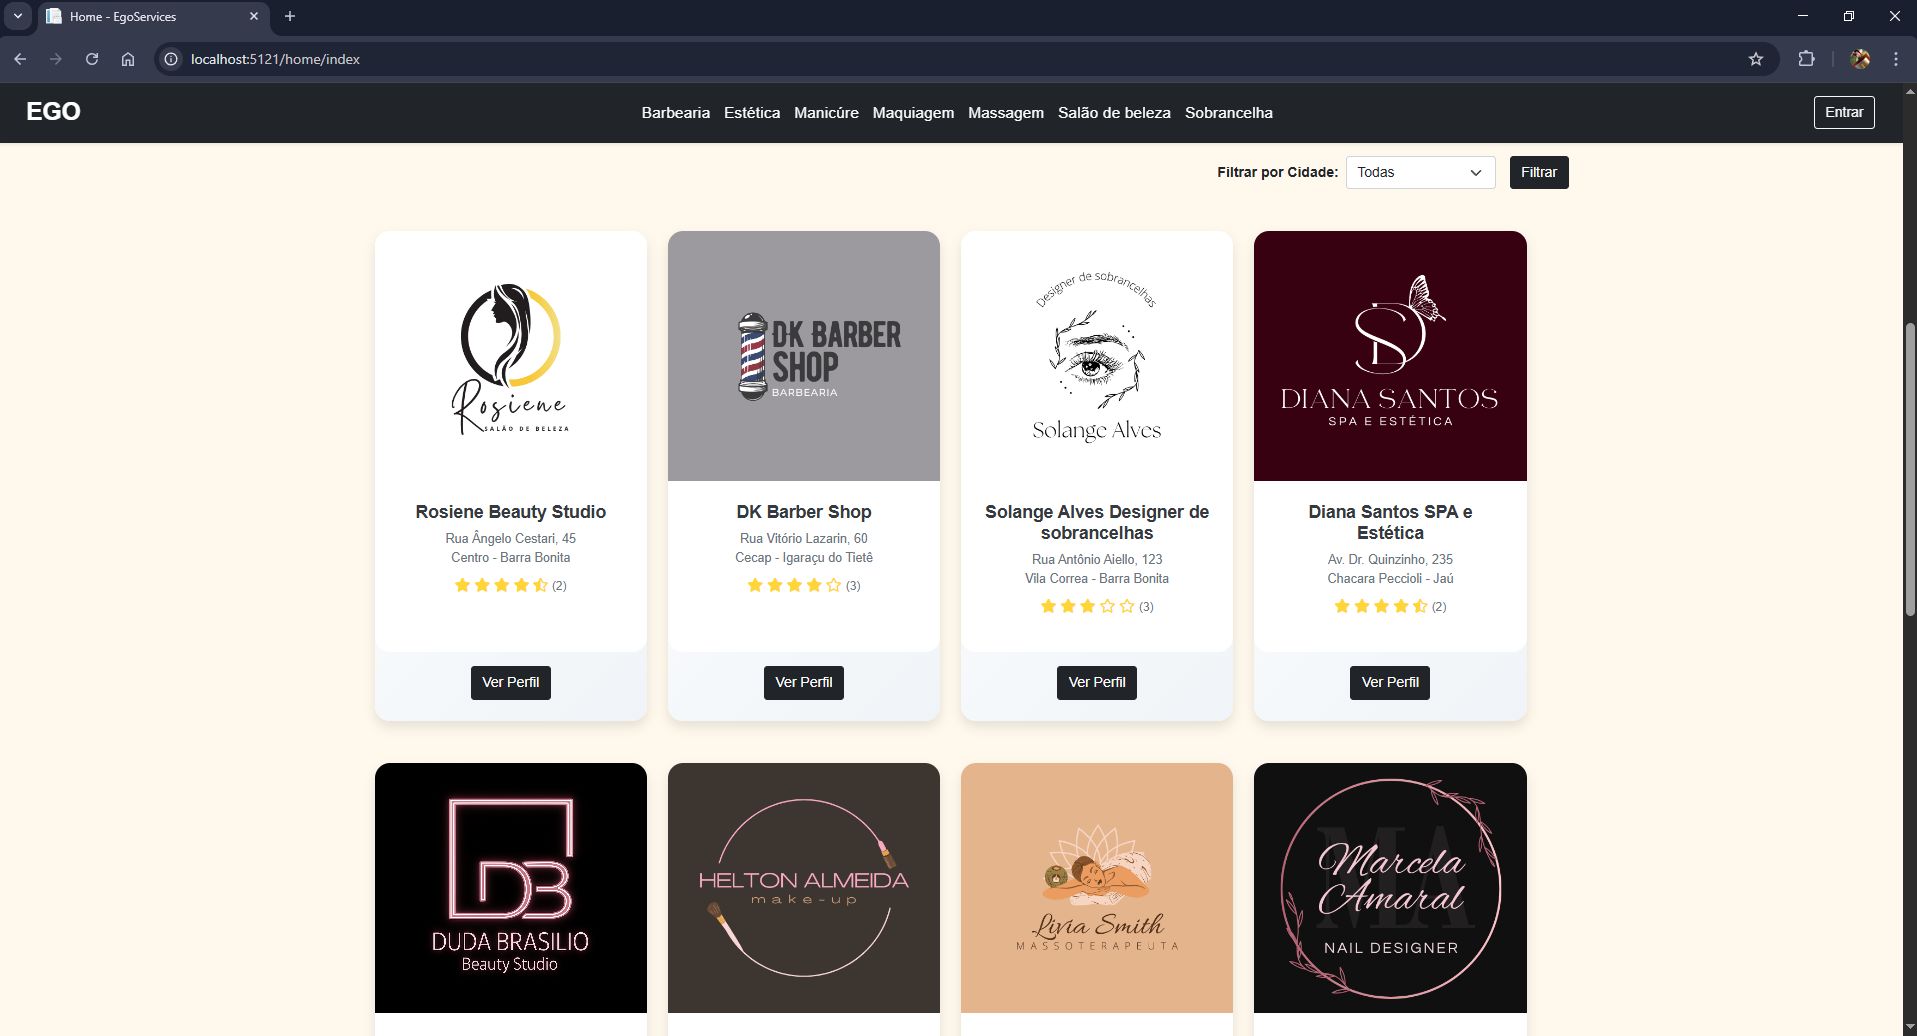 Home - EgoServices
localhost:5121/home/index
EGO
Barbearia Estética Manicúre Maquiagem Massagem Salão de beleza Sobrancelha
Entrar
Filtrar por Cidade: Todas Filtrar
Rosiene
SALÃO DE BELEZA
DK BARBER
SHOP
BARBEARIA
Designer de sobrancelhas
Solange Alves
SD
DIANA SANTOS
SPA E ESTÉTICA
Rosiene Beauty Studio
Rua Ângelo Cestari, 45
Centro - Barra Bonita
(2)
Ver Perfil
DK Barber Shop
Rua Vitório Lazarin, 60
Cecap - Igaraçu do Tietê
(3)
Ver Perfil
Solange Alves Designer de
sobrancelhas
Rua Antônio Aiello, 123
Vila Correa - Barra Bonita
(3)
Ver Perfil
Diana Santos SPA e
Estética
Av. Dr. Quinzinho, 235
Chacara Peccioli - Jaú
(2)
Ver Perfil
DB
DUDA BRASILIO
Beauty Studio
HELTON ALMEIDA
make-up
Livia Smith
MASSOTERAPEUTA
MA
Marcela
Amaral
NAIL DESIGNER